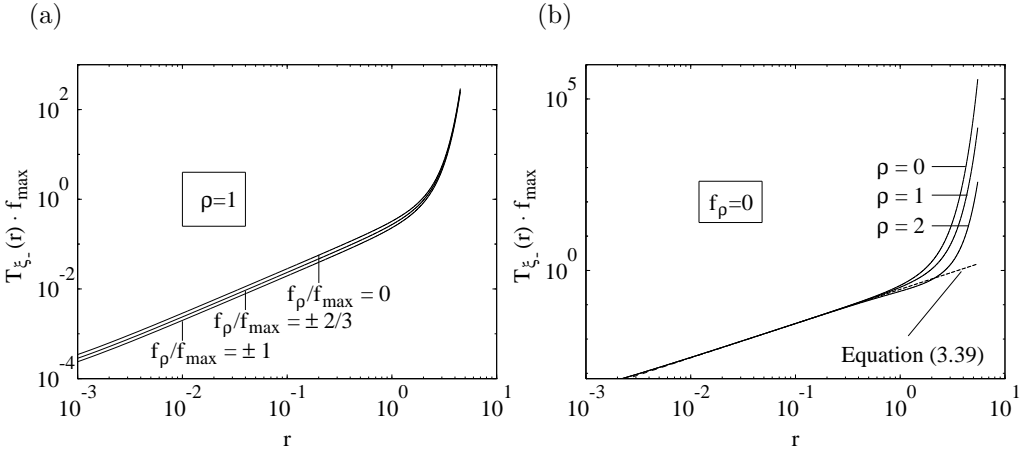 (a)
10^2
10^0
10^-2
10^-4
T_ξ_- (r) · f_max
ρ=1
f_ρ/f_max = 0
f_ρ/f_max = ± 2/3
f_ρ/f_max = ± 1
10^-3 10^-2 10^-1 10^0 10^1
r
(b)
10^5
10^0
T_ξ_- (r) · f_max
ρ = 0
ρ = 1
f_ρ=0
ρ = 2
Equation (3.39)
10^-3 10^-2 10^-1 10^0 10^1
r